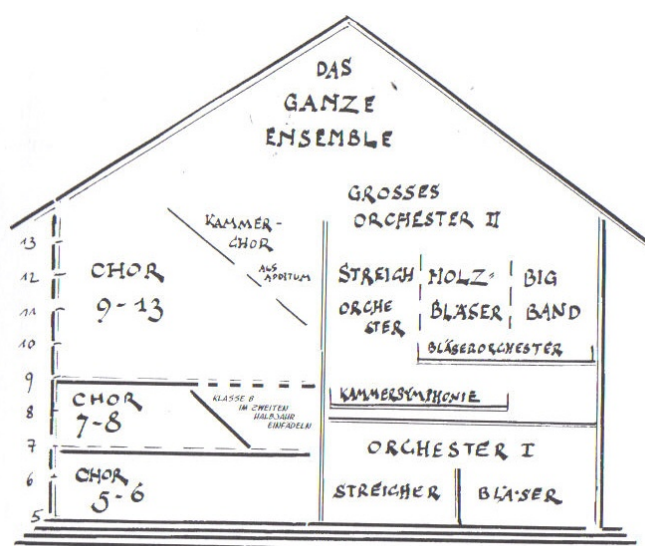 DAS
GANZE
ENSEMBLE
GROSSES
ORCHESTER II
KAMMER-
CHOR
ALS
ADDITUM
13
12
11
10
9
8
7
6
5
CHOR
9-13
STREICH
ORCHE
STER
HOLZ-
BLÄSER
BIG
BAND
BLÄSERORCHESTER
KAMMERSYMPHONIE
CHOR
7-8
KLASSE 8
IM ZWEITEN
HALBJAHR
EINFÄDELN
ORCHESTER I
CHOR
5-6
STREICHER
BLÄSER